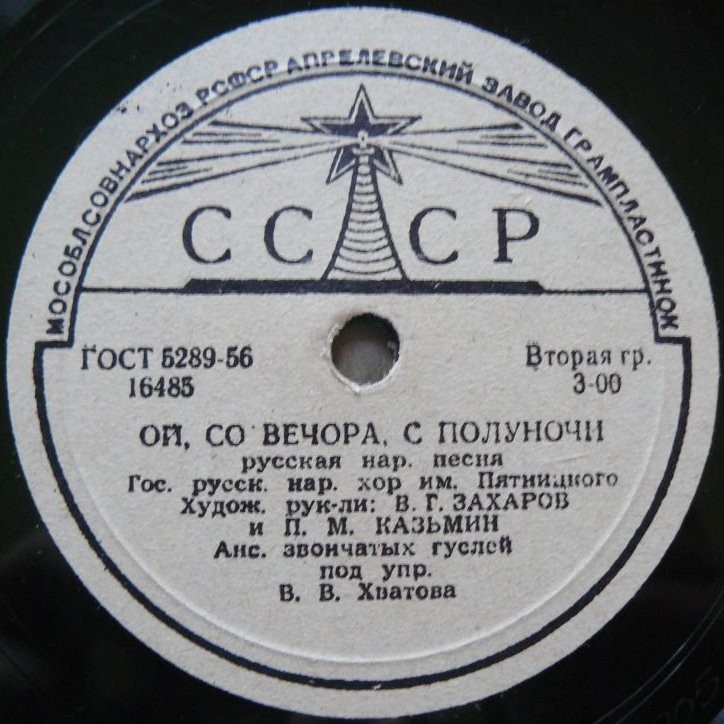 МОСОБЛСОВНАРХОЗ РСФСР АПРЕЛЕВСКИЙ ЗАВОД ГРАМПЛАСТИНОК
СССР
ГОСТ 5289-56
16485
Вторая гр.
3-00
ОЙ, СО ВЕЧОРА, С ПОЛУНОЧИ
русская нар. песня
Гос. русск. нар. хор им. Пятницкого
Худож. рук-ли: В. Г. ЗАХАРОВ
и П. М. КАЗЬМИН
Анс. звончатых гуслей
под упр.
В. В. Хватова